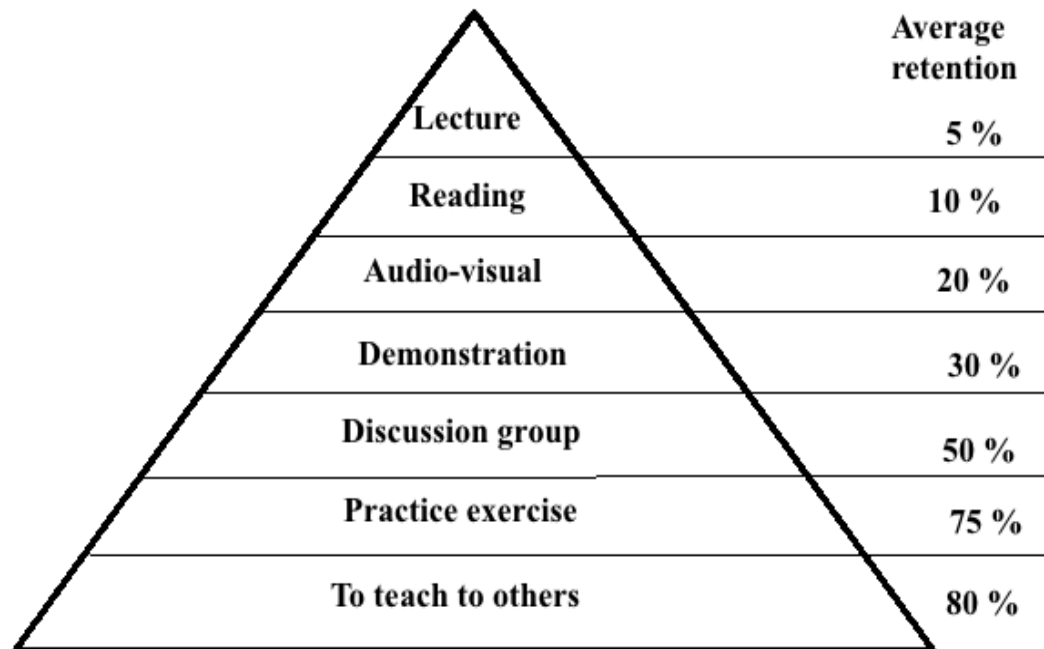 Average
retention
Lecture 5 %
Reading 10 %
Audio-visual 20 %
Demonstration 30 %
Discussion group 50 %
Practice exercise 75 %
To teach to others 80 %